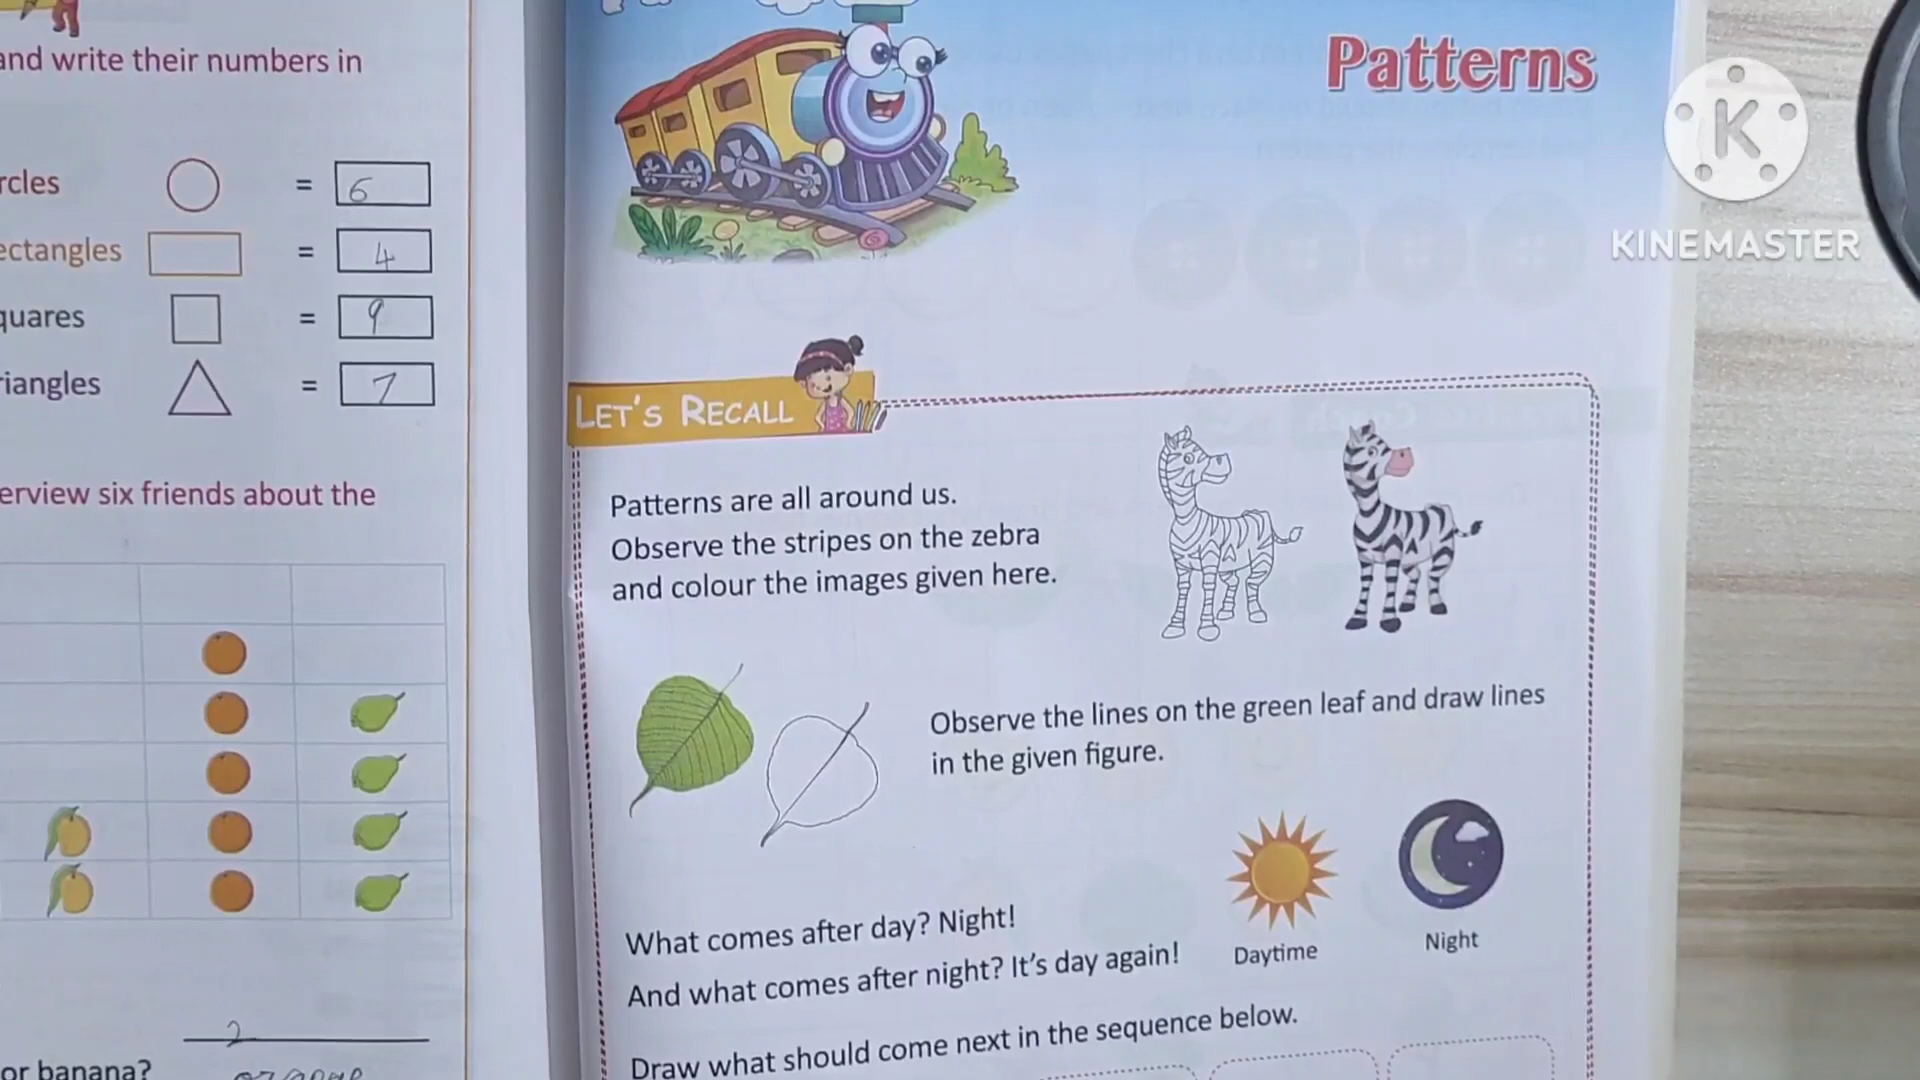 and write their numbers in
rcles = 6
ectangles = 4
quares = 9
riangles = 7
erview six friends about the
2
or banana?
orange
Patterns
K
KINEMASTER
LET'S RECALL
Patterns are all around us.
Observe the stripes on the zebra
and colour the images given here.
Observe the lines on the green leaf and draw lines
in the given figure.
What comes after day? Night!
And what comes after night? It's day again!
Daytime
Night
Draw what should come next in the sequence below.